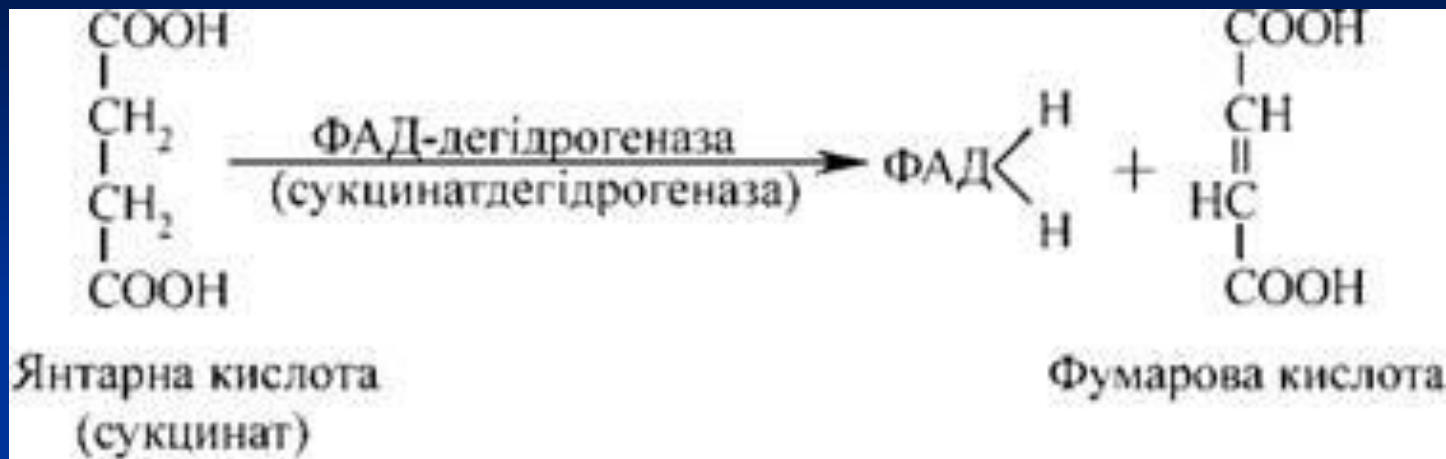 COOH
CH₂
CH₂
COOH
Янтарна кислота
(сукцинат)
ФАД-дегідрогеназа
(сукцинатдегідрогеназа)
ФАД
H
H
+
COOH
CH
HC
COOH
Фумарова кислота